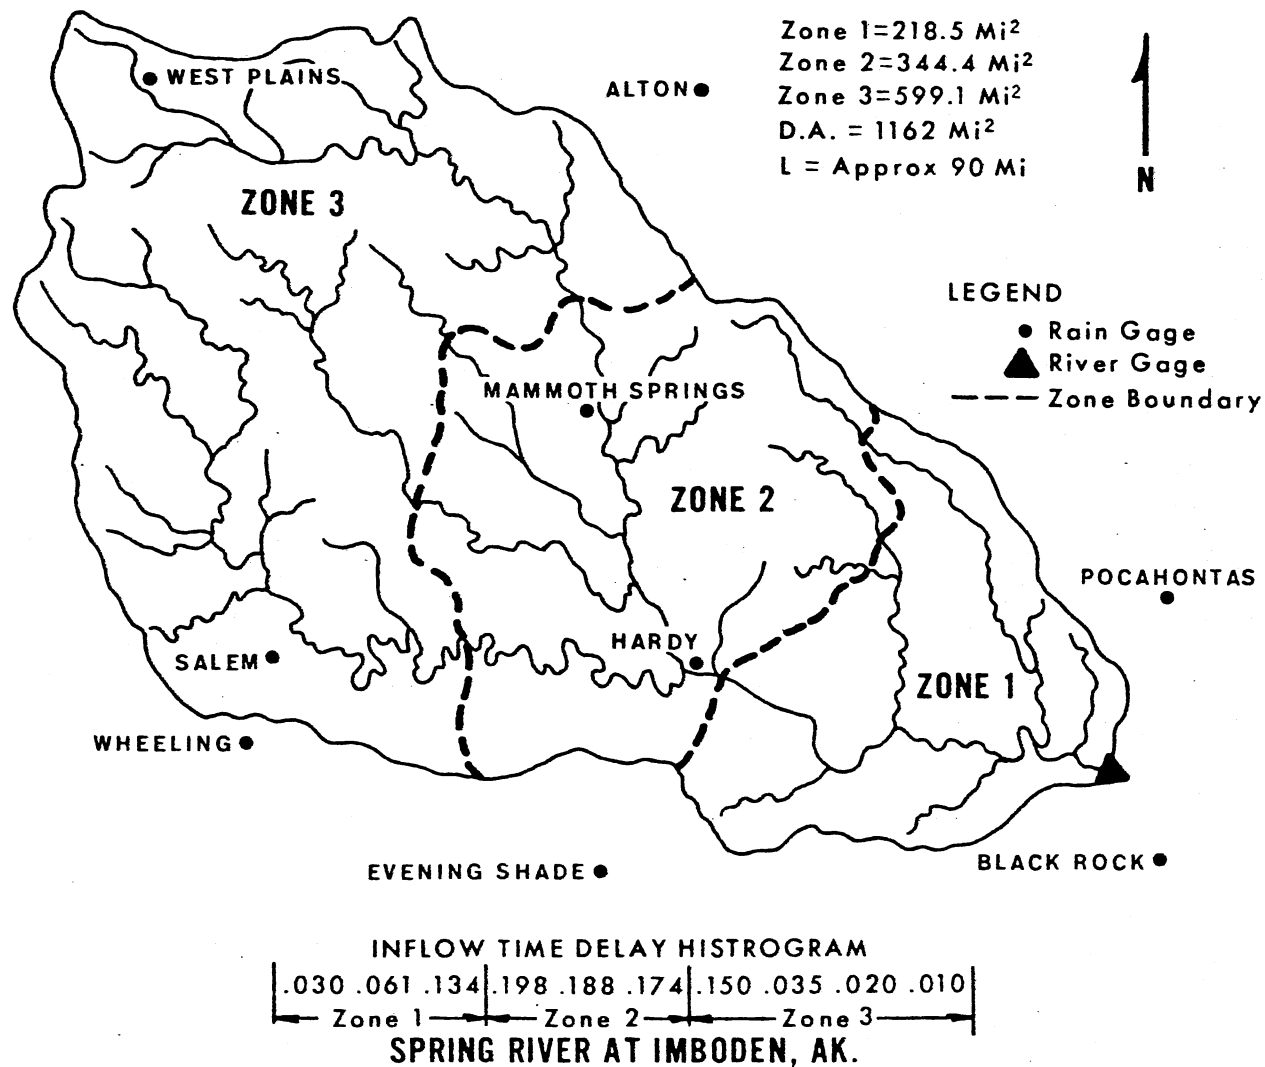 Zone 1=218.5 Mi²
Zone 2=344.4 Mi²
Zone 3=599.1 Mi²
D.A. = 1162 Mi²
L = Approx 90 Mi
N
WEST PLAINS
ALTON
ZONE 3
LEGEND
Rain Gage
River Gage
Zone Boundary
MAMMOTH SPRINGS
ZONE 2
POCAHONTAS
HARDY
SALEM
ZONE 1
WHEELING
BLACK ROCK
EVENING SHADE
INFLOW TIME DELAY HISTROGRAM
.030 .061 .134 .198 .188 .174 .150 .035 .020 .010
Zone 1 Zone 2 Zone 3
SPRING RIVER AT IMBODEN, AK.